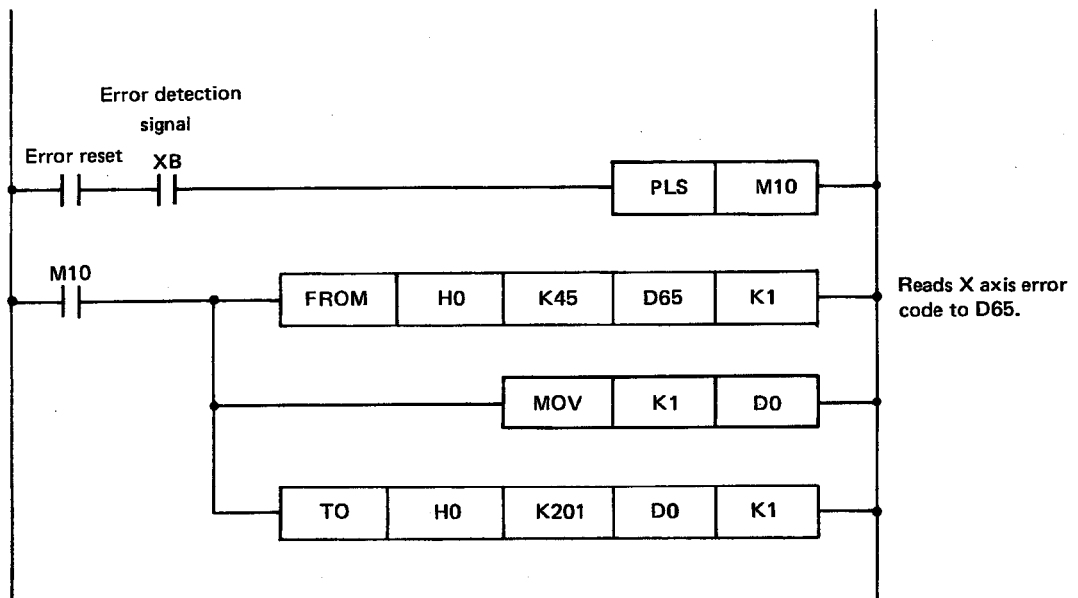 Error detection
signal
Error reset
XB
PLS M10
M10
FROM H0 K45 D65 K1
Reads X axis error
code to D65.
MOV K1 D0
TO H0 K201 D0 K1